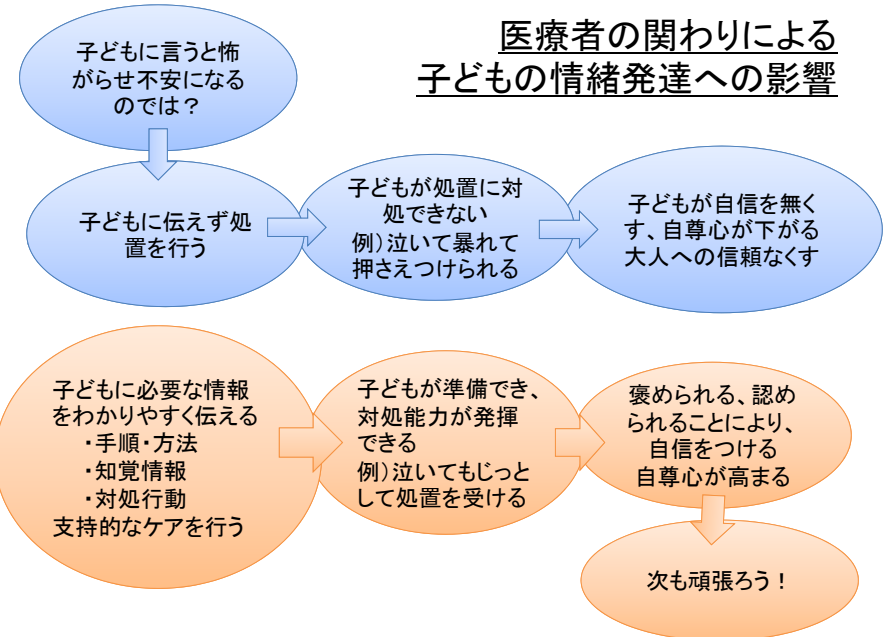 医療者の関わりによる
子どもの情緒発達への影響
子どもに言うと怖
がらせ不安になる
のでは？
子どもに伝えず処
置を行う
子どもが処置に対
処できない
例）泣いて暴れて
押さえつけられる
子どもが自信を無く
す、自尊心が下がる
大人への信頼なくす
子どもに必要な情報
をわかりやすく伝える
・手順・方法
・知覚情報
・対処行動
支持的なケアを行う
子どもが準備でき、
対処能力が発揮
できる
例）泣いてもじっと
して処置を受ける
褒められる、認め
られることにより、
自信をつける
自尊心が高まる
次も頑張ろう！